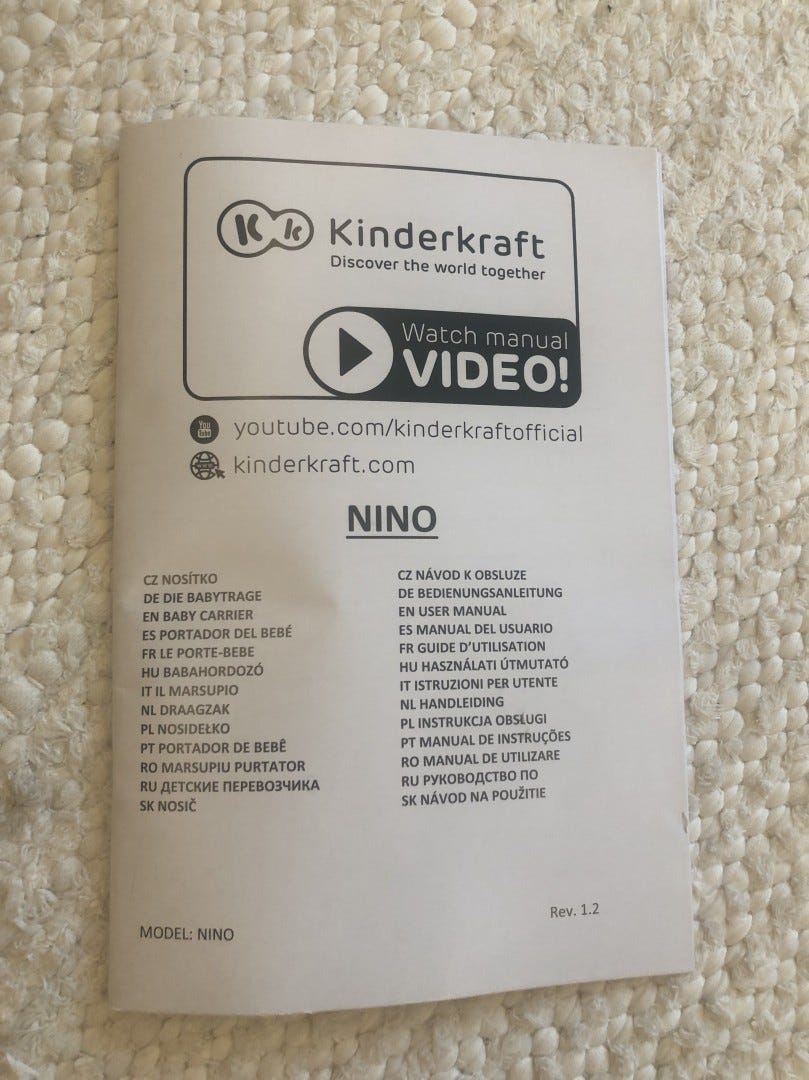 Kinderkraft
Discover the world together
Watch manual
VIDEO!
youtube.com/kinderkraftofficial
kinderkraft.com
NINO
CZ NOSÍTKO
DE DIE BABYTRAGE
EN BABY CARRIER
ES PORTADOR DEL BEBÉ
FR LE PORTE-BEBE
HU BABAHORDOZÓ
IT IL MARSUPIO
NL DRAAGZAK
PL NOSIDEŁKO
PT PORTADOR DE BEBÊ
RO MARSUPIU PURTATOR
RU ДЕТСКИЕ ПЕРЕВОЗЧИКА
SK NOSIČ
CZ NÁVOD K OBSLUZE
DE BEDIENUNGSANLEITUNG
EN USER MANUAL
ES MANUAL DEL USUARIO
FR GUIDE D'UTILISATION
HU HASZNÁLATI ÚTMUTATÓ
IT ISTRUZIONI PER UTENTE
NL HANDLEIDING
PL INSTRUKCJA OBSŁUGI
PT MANUAL DE INSTRUÇÕES
RO MANUAL DE UTILIZARE
RU РУКОВОДСТВО ПО
SK NÁVOD NA POUŽITIE
MODEL: NINO
Rev. 1.2